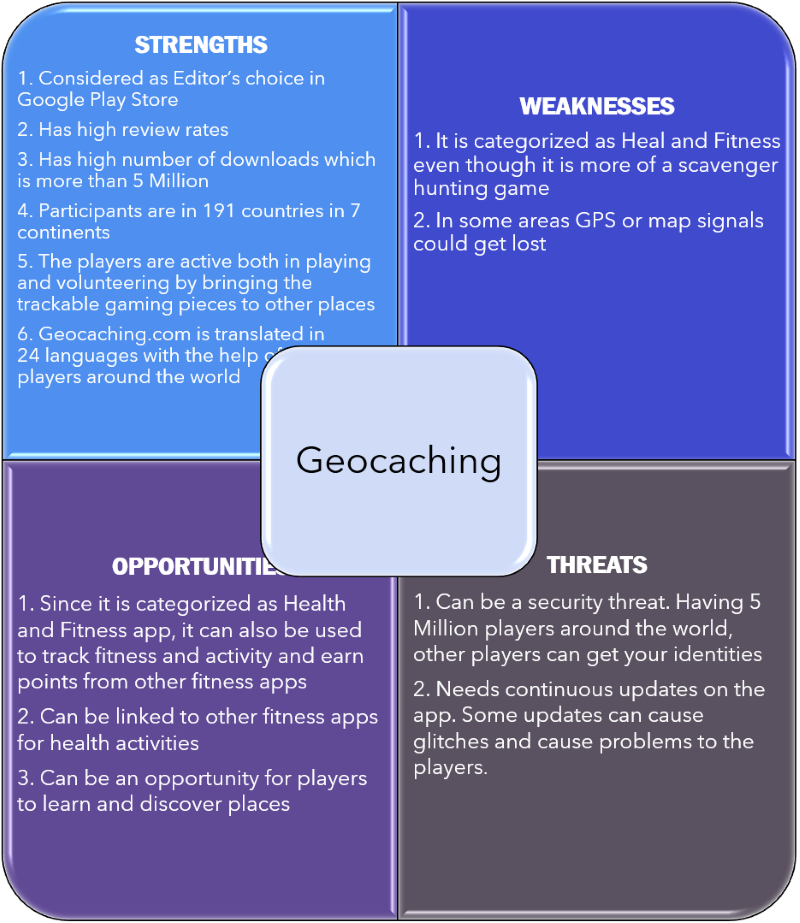 STRENGTHS
1. Considered as Editor's choice in
Google Play Store
2. Has high review rates
3. Has high number of downloads which
is more than 5 Million
4. Participants are in 191 countries in 7
continents
5. The players are active both in playing
and volunteering by bringing the
trackable gaming pieces to other places
6. Geocaching.com is translated in
24 languages with the help of
players around the world
WEAKNESSES
1. It is categorized as Heal and Fitness
even though it is more of a scavenger
hunting game
2. In some areas GPS or map signals
could get lost
Geocaching
OPPORTUNITIES
1. Since it is categorized as Health
and Fitness app, it can also be used
to track fitness and activity and earn
points from other fitness apps
2. Can be linked to other fitness apps
for health activities
3. Can be an opportunity for players
to learn and discover places
THREATS
1. Can be a security threat. Having 5
Million players around the world,
other players can get your identities
2. Needs continuous updates on the
app. Some updates can cause
glitches and cause problems to the
players.